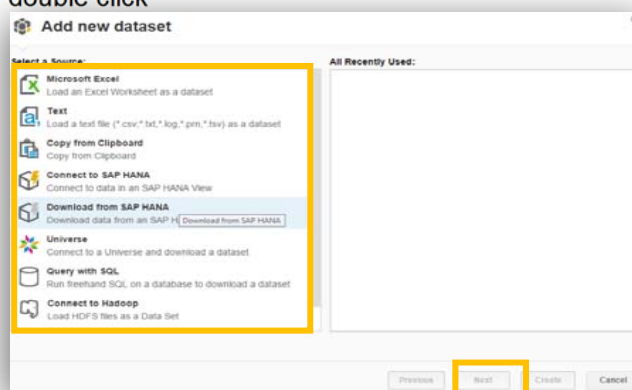 double click
Add new dataset
Select a Source:
All Recently Used:
Microsoft Excel
Load an Excel Worksheet as a dataset
Text
Load a text file (*.csv;*.txt,*.log,*.prn,*.tsv) as a dataset
Copy from Clipboard
Copy from Clipboard
Connect to SAP HANA
Connect to data in an SAP HANA View
Download from SAP HANA
Download data from an SAP H
Download from SAP HANA
Universe
Connect to a Universe and download a dataset
Query with SQL
Run freehand SQL on a database to download a dataset
Connect to Hadoop
Load HDFS files as a Data Set
Previous Next Create Cancel